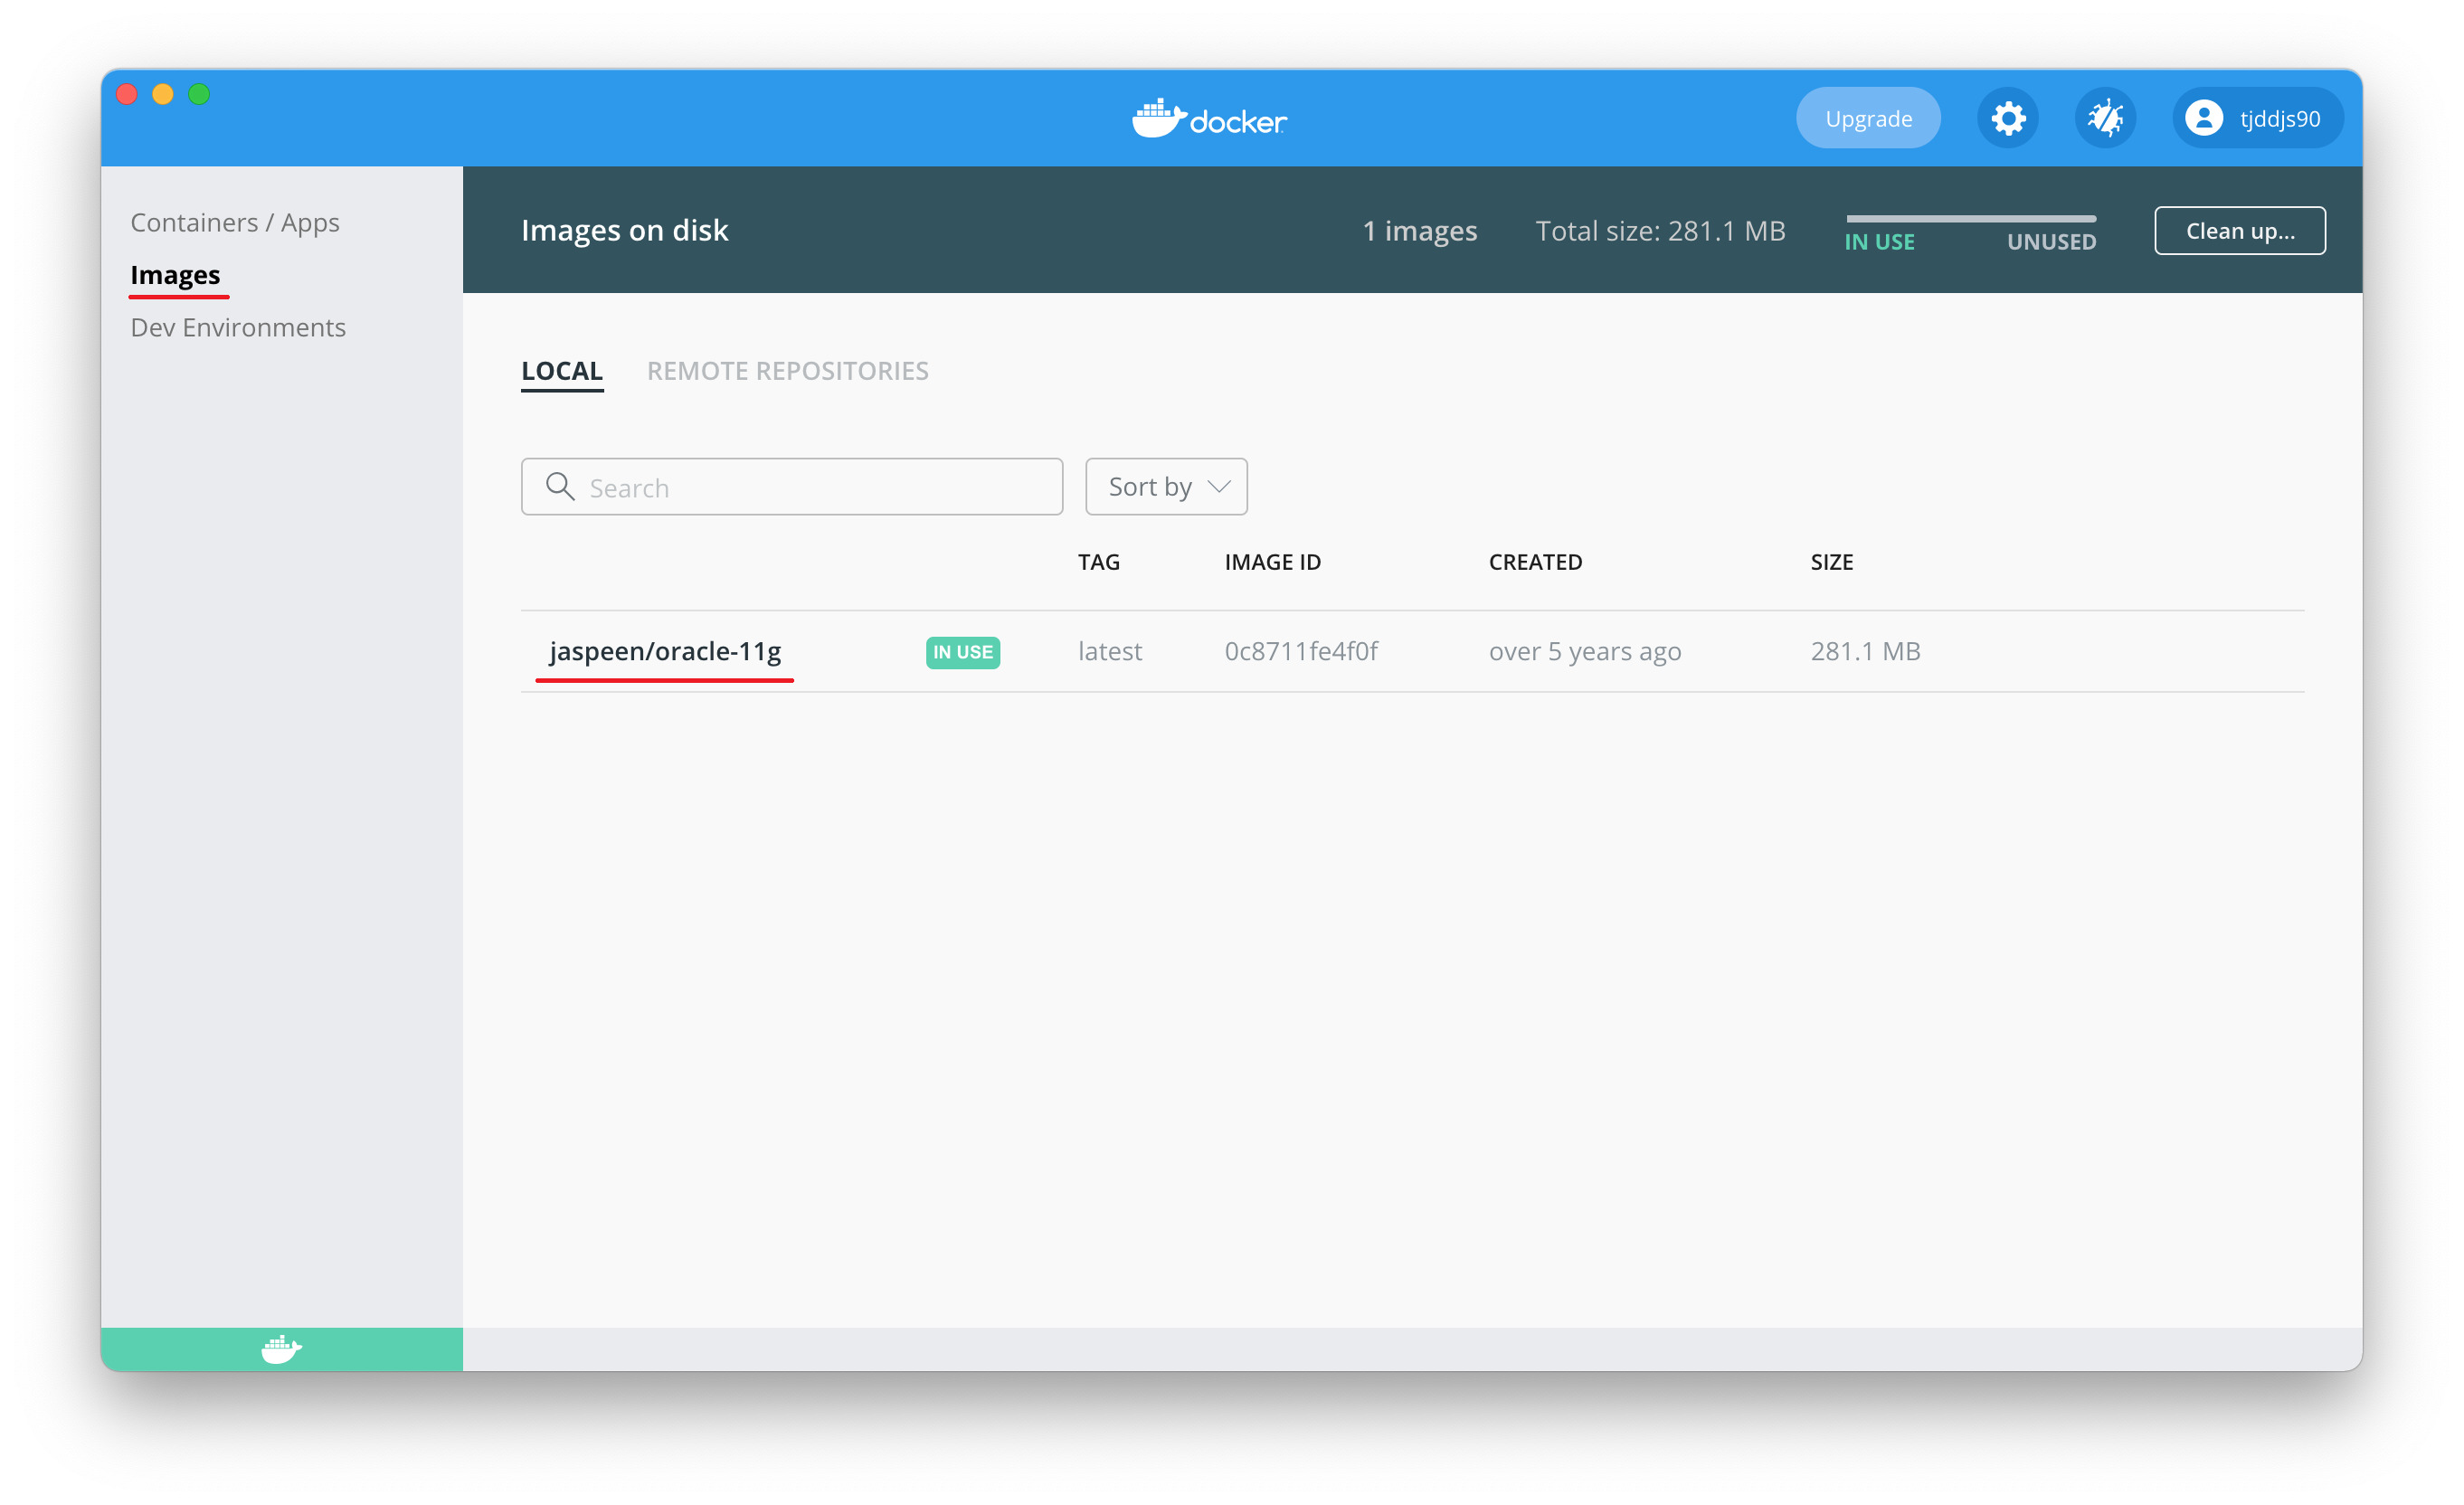 docker
Upgrade
tjddjs90
Containers / Apps
Images
Dev Environments
Images on disk
1 images
Total size: 281.1 MB
IN USE
UNUSED
Clean up...
LOCAL
REMOTE REPOSITORIES
Search
Sort by
TAG IMAGE ID CREATED SIZE
jaspeen/oracle-11g IN USE latest 0c8711fe4f0f over 5 years ago 281.1 MB